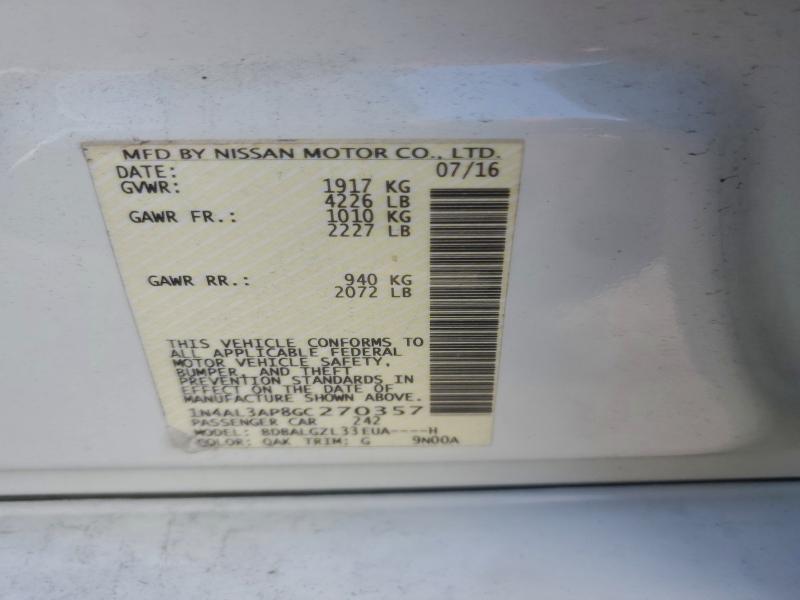 MFD BY NISSAN MOTOR CO., LTD.
DATE: 07/16
GVWR: 1917 KG
4226 LB
GAWR FR.: 1010 KG
2227 LB
GAWR RR.: 940 KG
2072 LB
THIS VEHICLE CONFORMS TO
ALL APPLICABLE FEDERAL
MOTOR VEHICLE SAFETY,
BUMPER, AND THEFT
PREVENTION STANDARDS IN
EFFECT ON THE DATE OF
MANUFACTURE SHOWN ABOVE.
1N4AL3AP8GC270357
PASSENGER CAR 242
MODEL: BDBALGZL33EUA----H
COLOR: QAK TRIM: G 9N00A